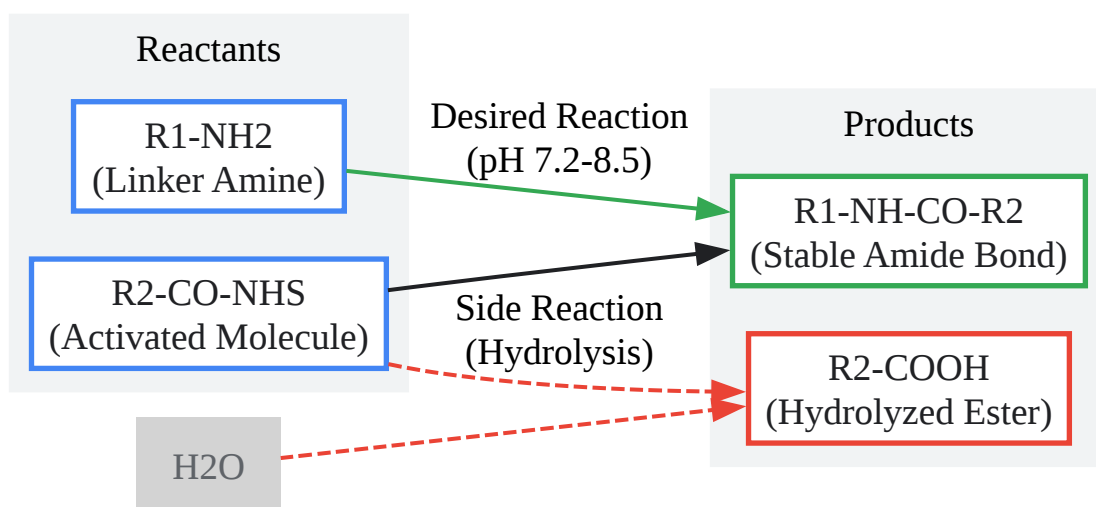 Reactants
R1-NH2
(Linker Amine)
R2-CO-NHS
(Activated Molecule)
H2O
Desired Reaction
(pH 7.2-8.5)
Side Reaction
(Hydrolysis)
Products
R1-NH-CO-R2
(Stable Amide Bond)
R2-COOH
(Hydrolyzed Ester)